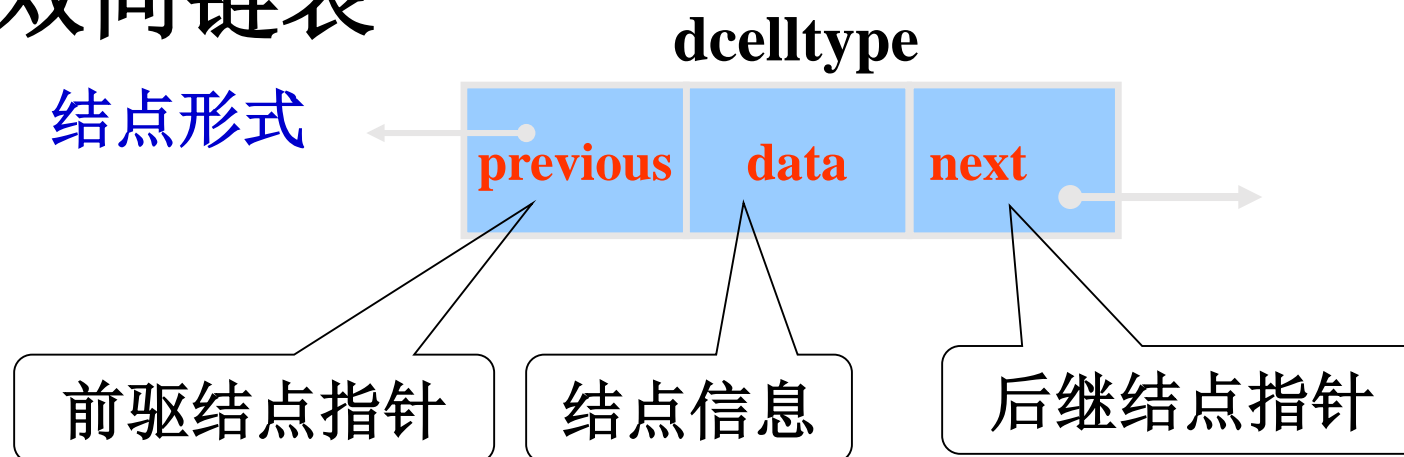 双向链表
dcelltype
结点形式
previous data next
前驱结点指针 结点信息 后继结点指针